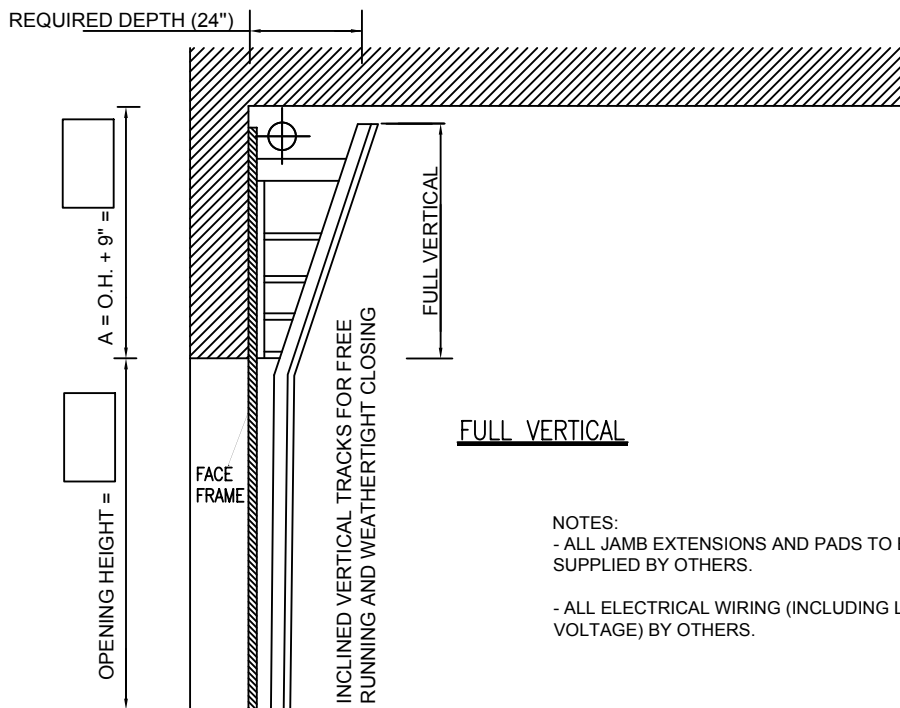 REQUIRED DEPTH (24")
A = O.H. + 9" =
FULL VERTICAL
OPENING HEIGHT =
FACE
FRAME
INCLINED VERTICAL TRACKS FOR FREE
RUNNING AND WEATHERTIGHT CLOSING
FULL VERTICAL
NOTES:
- ALL JAMB EXTENSIONS AND PADS TO
SUPPLIED BY OTHERS.
- ALL ELECTRICAL WIRING (INCLUDING
VOLTAGE) BY OTHERS.